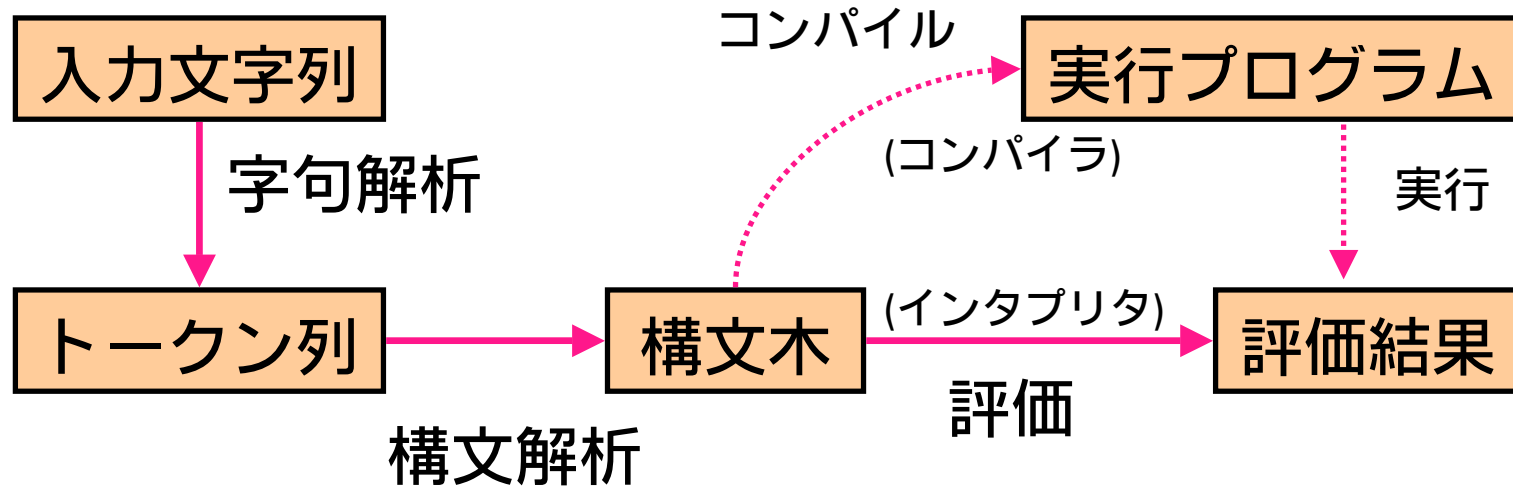 コンパイル
入力文字列
実行プログラム
(コンパイラ)
字句解析
実行
(インタプリタ)
トークン列
構文木
評価結果
評価
構文解析